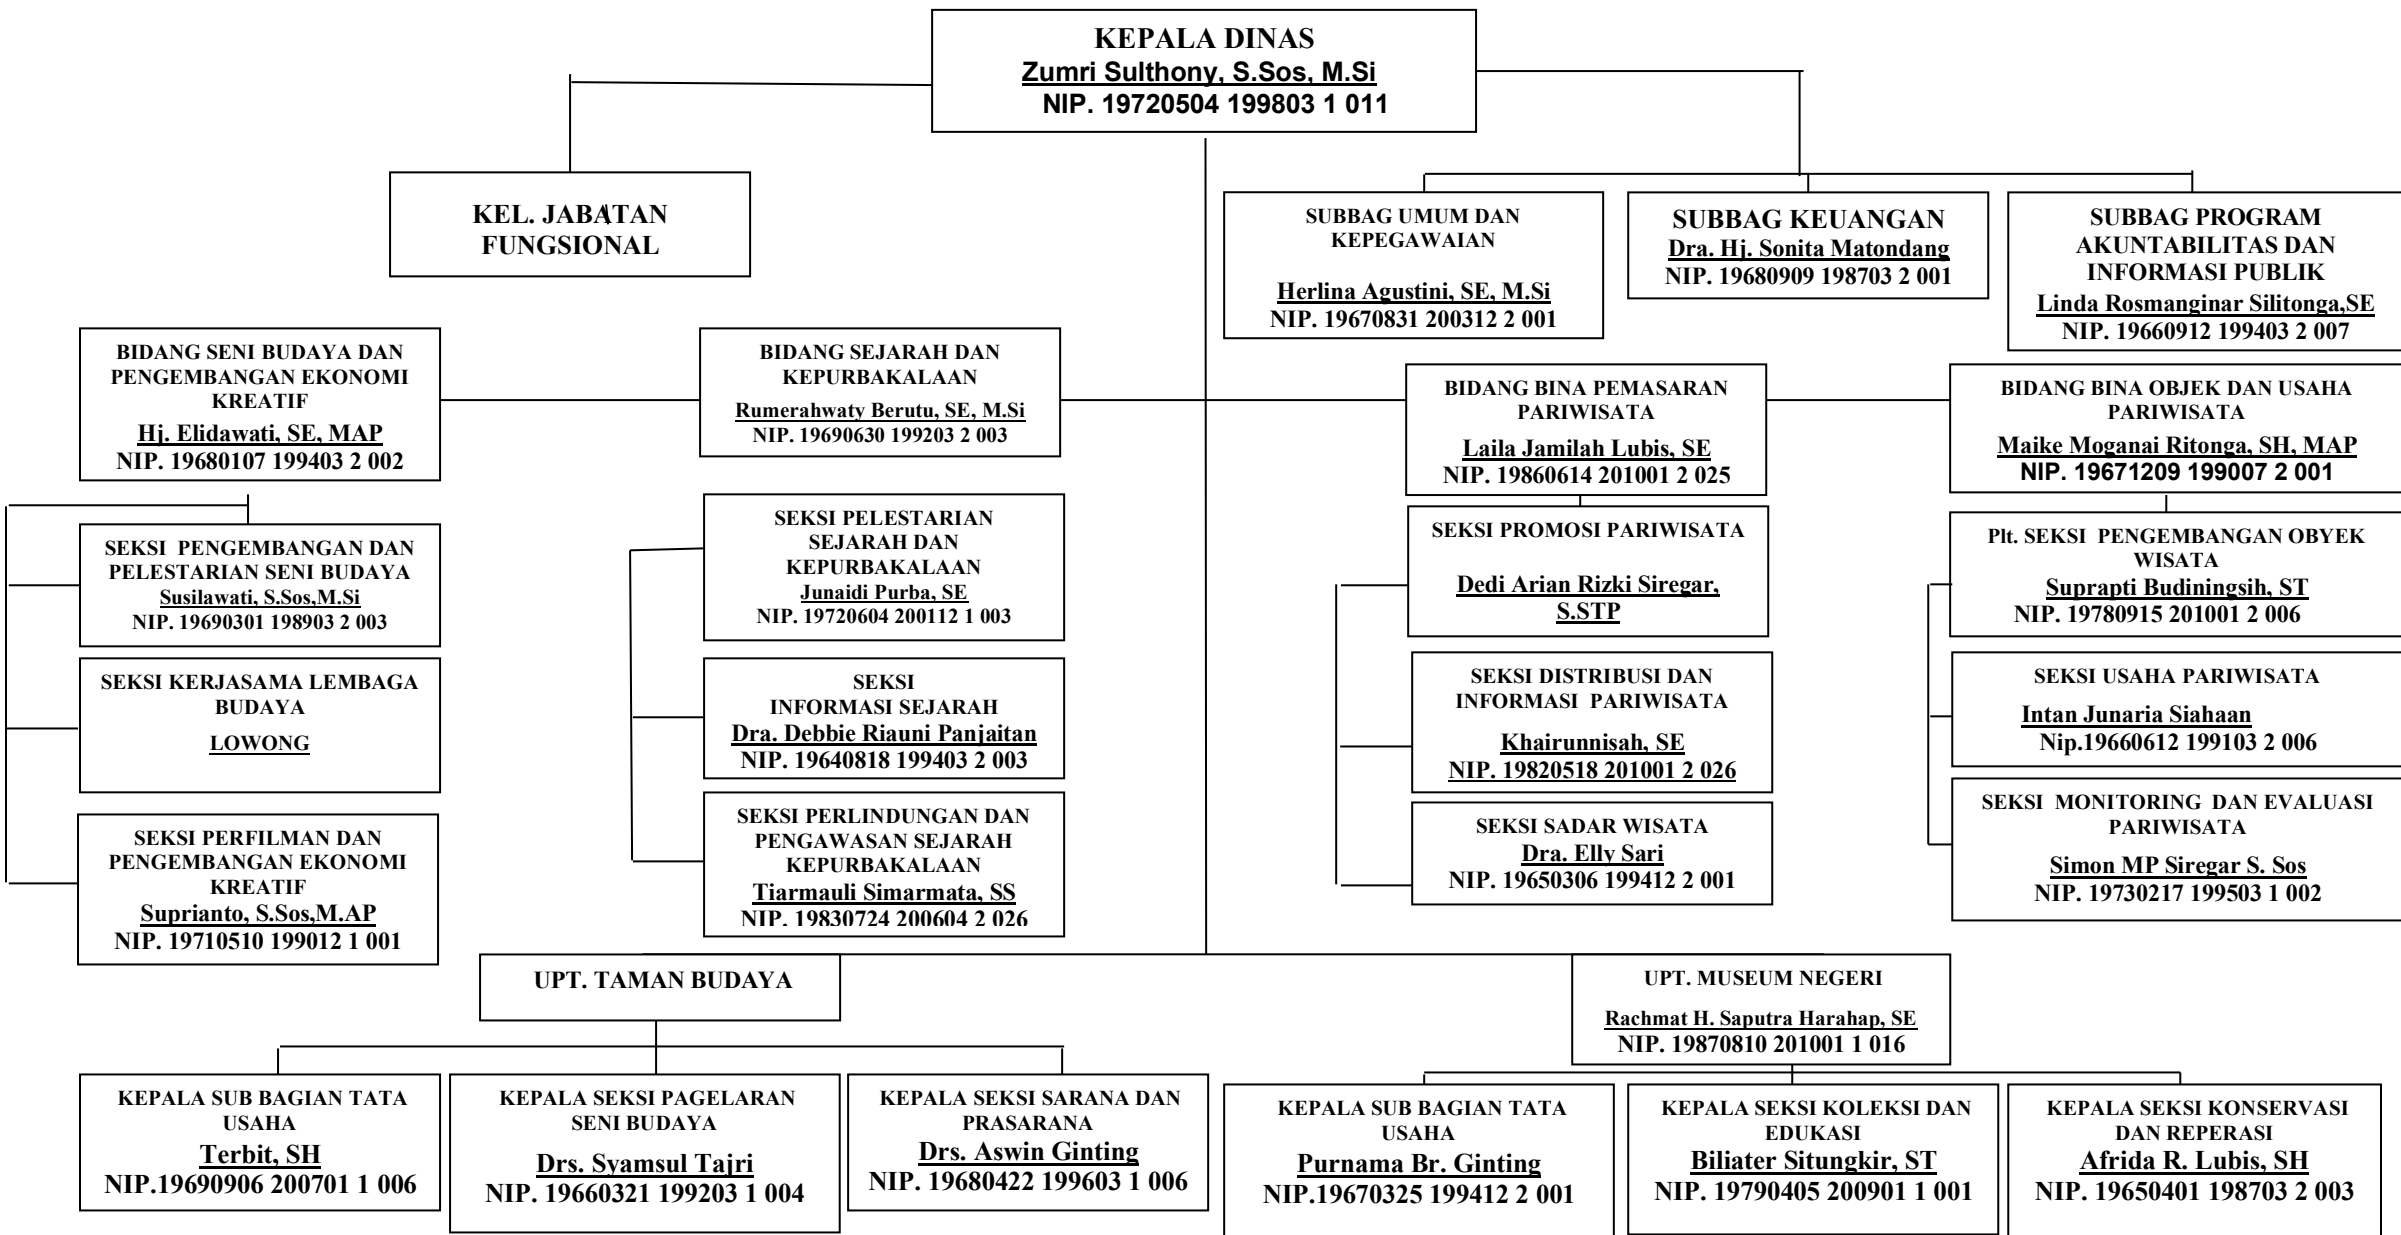 KEPALA DINAS
Zumri Sulthony, S.Sos, M.Si
NIP. 19720504 199803 1 011
KEL. JABATAN
FUNGSIONAL
SUBBAG UMUM DAN
KEPEGAWAIAN
Herlina Agustini, SE, M.Si
NIP. 19670831 200312 2 001
SUBBAG KEUANGAN
Dra. Hj. Sonita Matondang
NIP. 19680909 198703 2 001
SUBBAG PROGRAM
AKUNTABILITAS DAN
INFORMASI PUBLIK
Linda Rosmanginar Silitonga,SE
NIP. 19660912 199403 2 007
BIDANG SENI BUDAYA DAN
PENGEMBANGAN EKONOMI
KREATIF
Hj. Elidawati, SE, MAP
NIP. 19680107 199403 2 002
BIDANG SEJARAH DAN
KEPURBAKALAAN
Rumerahwaty Berutu, SE, M.Si
NIP. 19690630 199203 2 003
BIDANG BINA PEMASARAN
PARIWISATA
Laila Jamilah Lubis, SE
NIP. 19860614 201001 2 025
BIDANG BINA OBJEK DAN USAHA
PARIWISATA
Maike Moganai Ritonga, SH, MAP
NIP. 19671209 199007 2 001
SEKSI PENGEMBANGAN DAN
PELESTARIAN SENI BUDAYA
Susilawati, S.Sos,M.Si
NIP. 19690301 198903 2 003
SEKSI KERJASAMA LEMBAGA
BUDAYA
LOWONG
SEKSI PERFILMAN DAN
PENGEMBANGAN EKONOMI
KREATIF
Suprianto, S.Sos,M.AP
NIP. 19710510 199012 1 001
SEKSI PELESTARIAN
SEJARAH DAN
KEPURBAKALAAN
Junaidi Purba, SE
NIP. 19720604 200112 1 003
SEKSI
INFORMASI SEJARAH
Dra. Debbie Riauni Panjaitan
NIP. 19640818 199403 2 003
SEKSI PERLINDUNGAN DAN
PENGAWASAN SEJARAH
KEPURBAKALAAN
Tiarmauli Simarmata, SS
NIP. 19830724 200604 2 026
SEKSI PROMOSI PARIWISATA
Dedi Arian Rizki Siregar,
S.STP
SEKSI DISTRIBUSI DAN
INFORMASI PARIWISATA
Khairunnisah, SE
NIP. 19820518 201001 2 026
SEKSI SADAR WISATA
Dra. Elly Sari
NIP. 19650306 199412 2 001
Plt. SEKSI PENGEMBANGAN OBYEK
WISATA
Suprapti Budiningsih, ST
NIP. 19780915 201001 2 006
SEKSI USAHA PARIWISATA
Intan Junaria Siahaan
Nip.19660612 199103 2 006
SEKSI MONITORING DAN EVALUASI
PARIWISATA
Simon MP Siregar S. Sos
NIP. 19730217 199503 1 002
UPT. TAMAN BUDAYA
UPT. MUSEUM NEGERI
Rachmat H. Saputra Harahap, SE
NIP. 19870810 201001 1 016
KEPALA SUB BAGIAN TATA
USAHA
Terbit, SH
NIP.19690906 200701 1 006
KEPALA SEKSI PAGELARAN
SENI BUDAYA
Drs. Syamsul Tajri
NIP. 19660321 199203 1 004
KEPALA SEKSI SARANA DAN
PRASARANA
Drs. Aswin Ginting
NIP. 19680422 199603 1 006
KEPALA SUB BAGIAN TATA
USAHA
Purnama Br. Ginting
NIP.19670325 199412 2 001
KEPALA SEKSI KOLEKSI DAN
EDUKASI
Biliater Situngkir, ST
NIP. 19790405 200901 1 001
KEPALA SEKSI KONSERVASI
DAN REPERASI
Afrida R. Lubis, SH
NIP. 19650401 198703 2 003